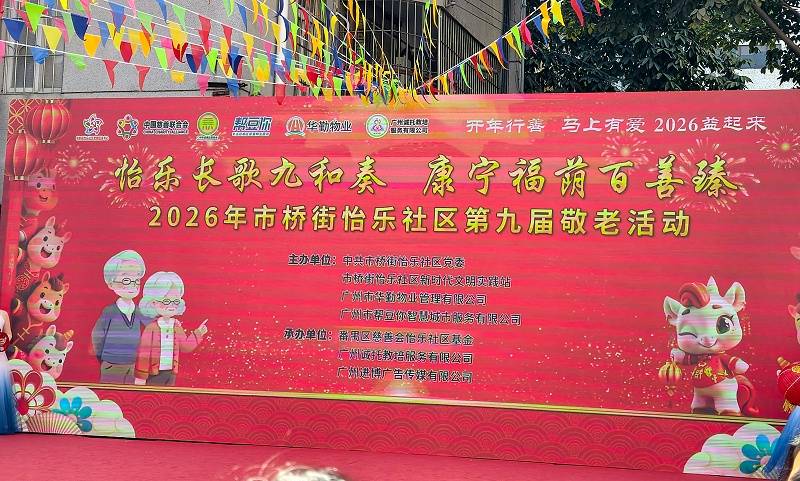 中国慈善联合会
CHINA CHARITY ALLIANCE
帮豆你
华勤物业
广州诚托教培
服务有限公司
开年行善 马上有爱 2026益起来
怡乐长歌九和奏 康宁福荫百善臻
2026年市桥街怡乐社区第九届敬老活动
主办单位：中共市桥街怡乐社区党委
市桥街怡乐社区新时代文明实践站
广州市华勤物业管理有限公司
广州市帮豆你智慧城市服务有限公司
承办单位：番禺区慈善会怡乐社区基金
广州诚托教培服务有限公司
广州进博广告传媒有限公司